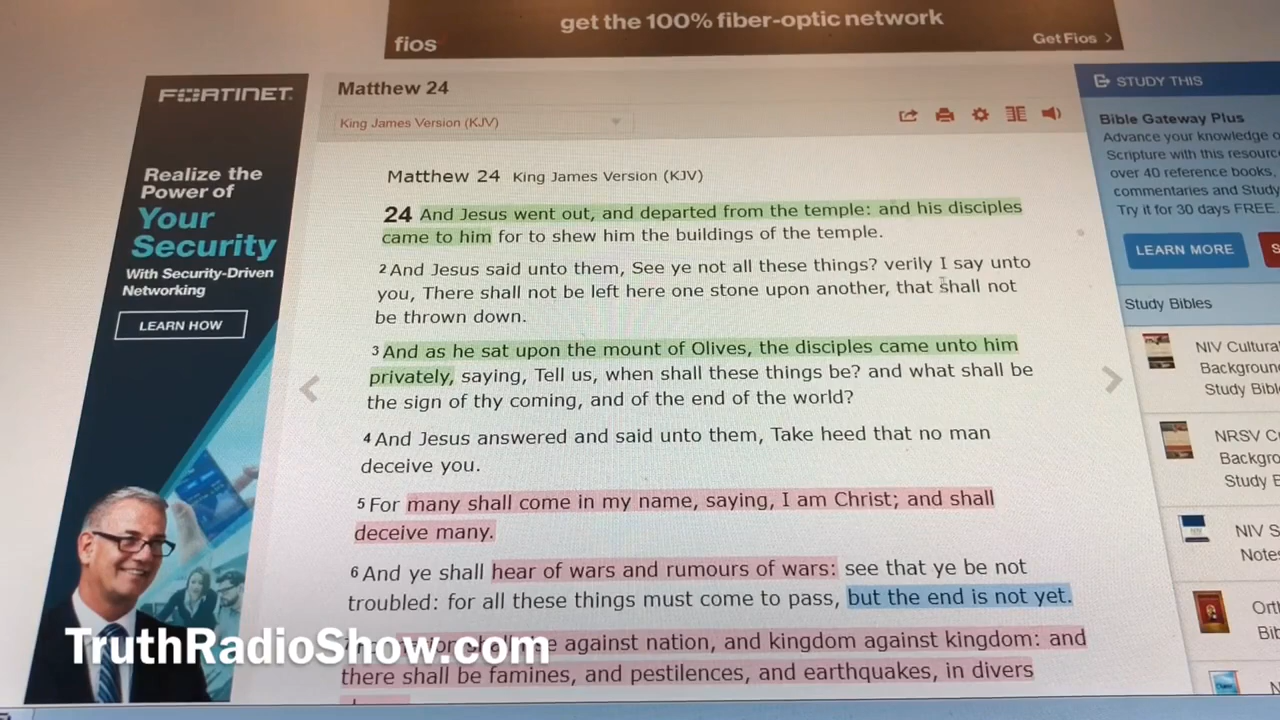 get the 100% fiber-optic network
fios
Get Fios >
FORTINET
Realize the
Power of
Your
Security
With Security-Driven
Networking
LEARN HOW
Matthew 24
King James Version (KJV)
Matthew 24 King James Version (KJV)
24 And Jesus went out, and departed from the temple: and his disciples
came to him for to shew him the buildings of the temple.
2 And Jesus said unto them, See ye not all these things? verily I say unto
you, There shall not be left here one stone upon another, that shall not
be thrown down.
3 And as he sat upon the mount of Olives, the disciples came unto him
privately, saying, Tell us, when shall these things be? and what shall be
the sign of thy coming, and of the end of the world?
4 And Jesus answered and said unto them, Take heed that no man
deceive you.
5 For many shall come in my name, saying, I am Christ; and shall
deceive many.
6 And ye shall hear of wars and rumours of wars: see that ye be not
troubled: for all these things must come to pass, but the end is not yet.
against nation, and kingdom against kingdom: and
there shall be famines, and pestilences, and earthquakes, in divers
STUDY THIS
Bible Gateway Plus
Advance your knowledge o
Scripture with this resourc
over 40 reference books,
commentaries and Study
Try it for 30 days FREE
LEARN MORE
S
Study Bibles
NIV Cultura
Background
Study Bib
NRSV C
Backgro
Study B
NIV S
Note
Ort
Bib
N
TruthRadioShow.com